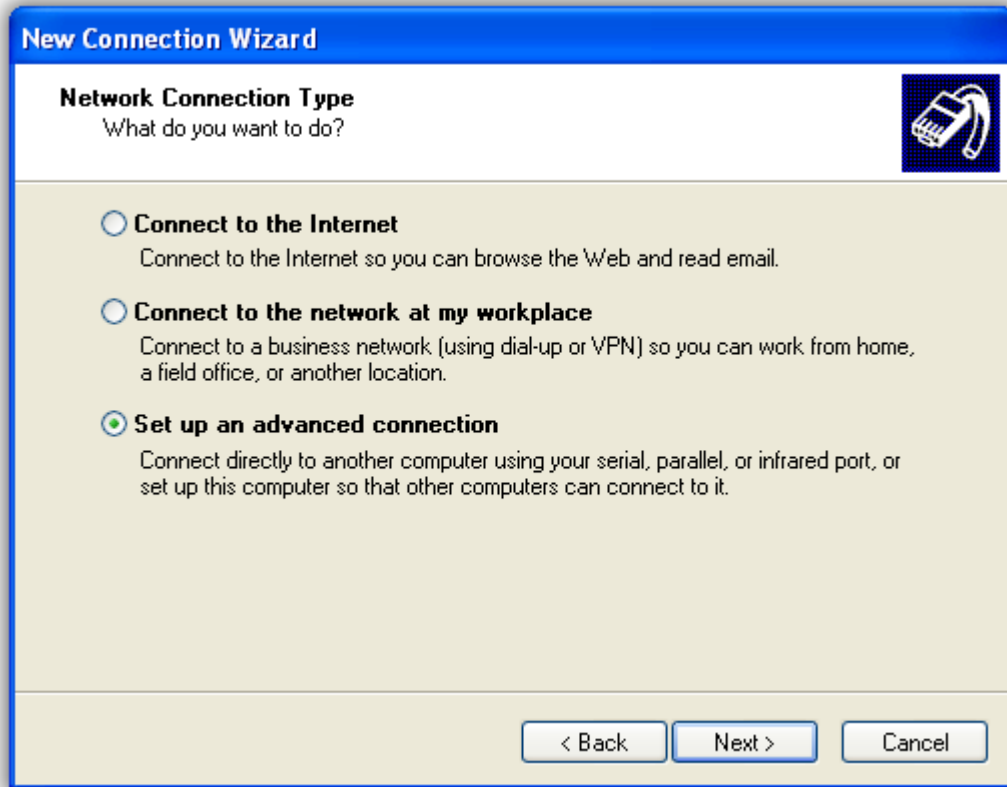 New Connection Wizard
Network Connection Type
What do you want to do?
Connect to the Internet
Connect to the Internet so you can browse the Web and read email.
Connect to the network at my workplace
Connect to a business network (using dial-up or VPN) so you can work from home,
a field office, or another location.
Set up an advanced connection
Connect directly to another computer using your serial, parallel, or infrared port, or
set up this computer so that other computers can connect to it.
< Back Next > Cancel